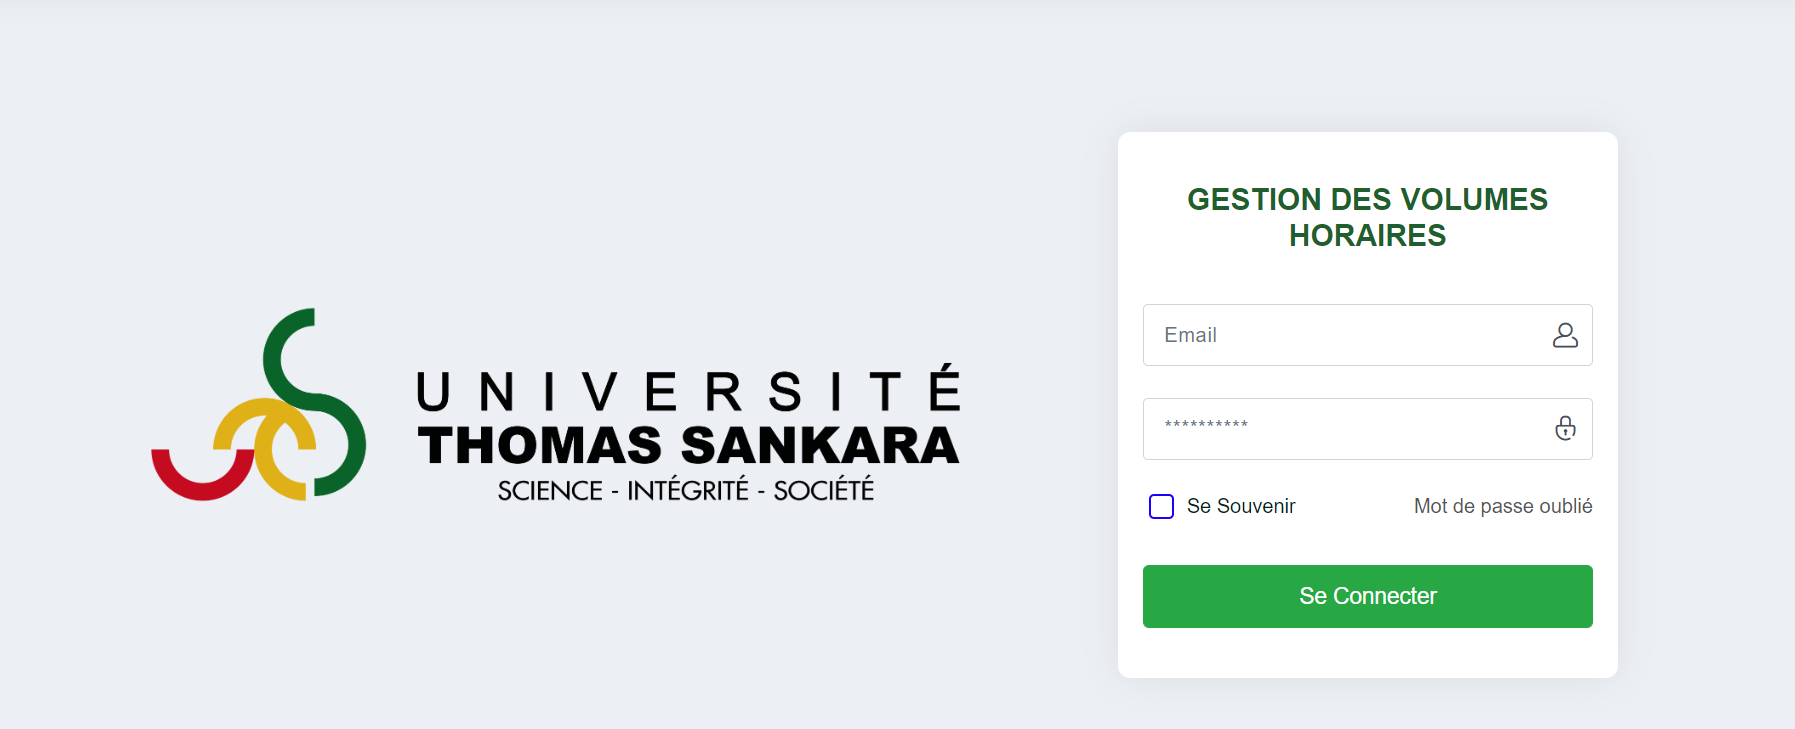 UNIVERSITÉ
THOMAS SANKARA
SCIENCE - INTÉGRITÉ - SOCIÉTÉ
GESTION DES VOLUMES
HORAIRES
Email
**********
Se Souvenir
Mot de passe oublié
Se Connecter